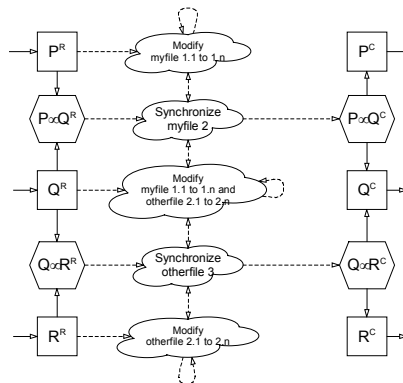 P^R
Modify
myfile 1.1 to 1.n
P^C
P∝Q^R
Synchronize
myfile 2
P∝Q^C
Q^R
Modify
myfile 1.1 to 1.n and
otherfile 2.1 to 2.n
Q^C
Q∝R^R
Synchronize
otherfile 3
Q∝R^C
R^R
Modify
otherfile 2.1 to 2.n
R^C